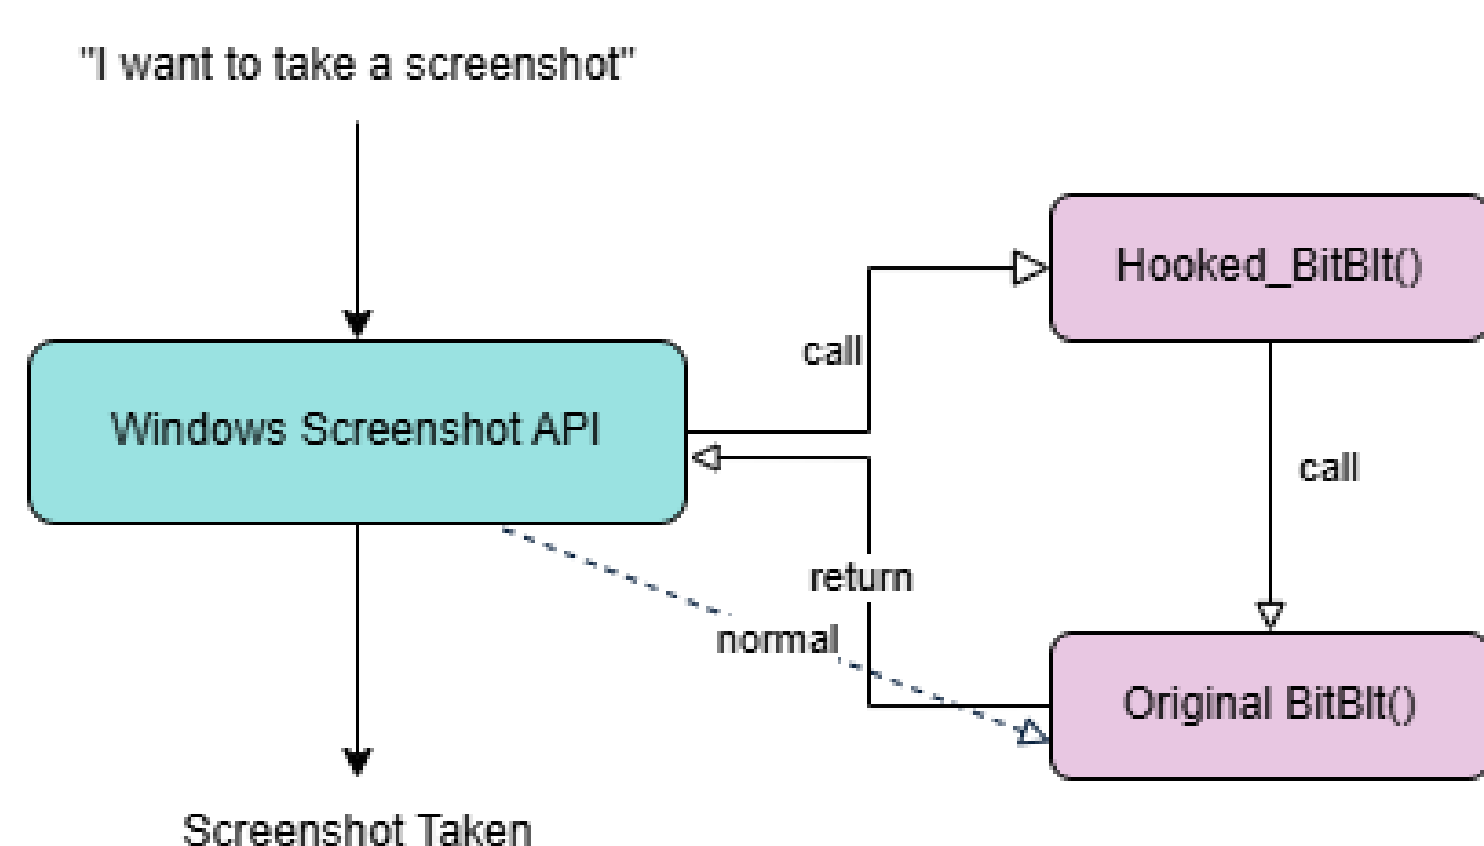 "I want to take a screenshot"
Hooked_BitBlt()
call
Windows Screenshot API
call
return
normal
Original BitBlt()
Screenshot Taken